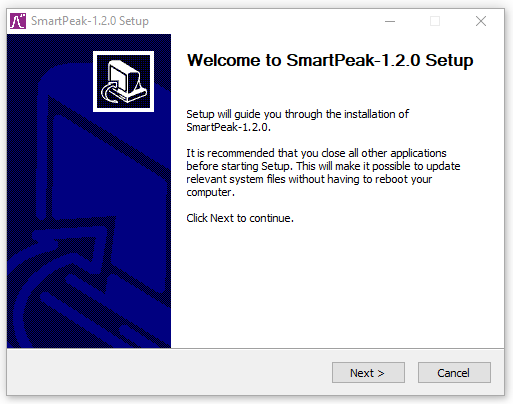 SmartPeak-1.2.0 Setup
Welcome to SmartPeak-1.2.0 Setup
Setup will guide you through the installation of
SmartPeak-1.2.0.
It is recommended that you close all other applications
before starting Setup. This will make it possible to update
relevant system files without having to reboot your
computer.
Click Next to continue.
Next >
Cancel